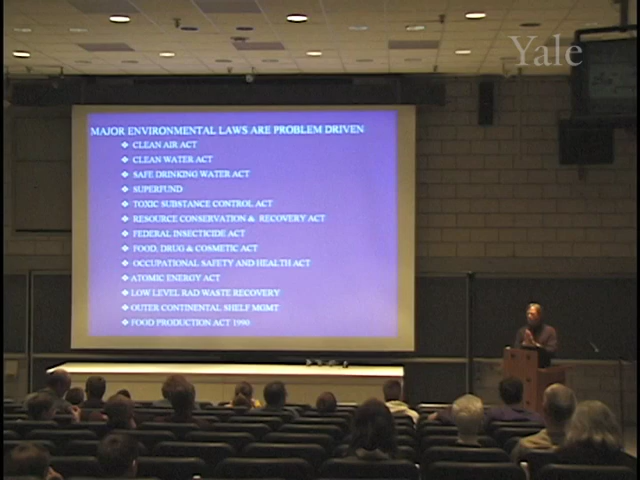 Yale
MAJOR ENVIRONMENTAL LAWS ARE PROBLEM DRIVEN
❖ CLEAN AIR ACT
❖ CLEAN WATER ACT
❖ SAFE DRINKING WATER ACT
❖ SUPERFUND
❖ TOXIC SUBSTANCE CONTROL ACT
❖ RESOURCE CONSERVATION & RECOVERY ACT
❖ FEDERAL INSECTICIDE ACT
❖ FOOD, DRUG & COSMETIC ACT
❖ OCCUPATIONAL SAFETY AND HEALTH ACT
❖ ATOMIC ENERGY ACT
❖ LOW LEVEL RAD WASTE RECOVERY
❖ OUTER CONTINENTAL SHELF MGMT
❖ FOOD PRODUCTION ACT 1990